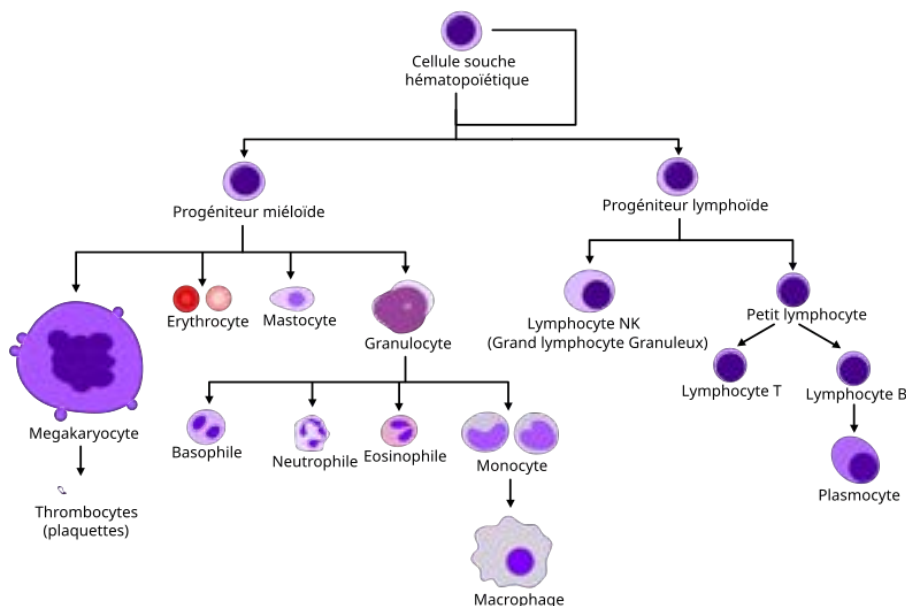 Cellule souche
hématopoïétique
Progéniteur miéloïde
Progéniteur lymphoïde
Erythrocyte
Mastocyte
Granulocyte
Lymphocyte NK
(Grand lymphocyte Granuleux)
Petit lymphocyte
Lymphocyte T
Lymphocyte B
Megakaryocyte
Basophile
Neutrophile
Eosinophile
Monocyte
Plasmocyte
Thrombocytes
(plaquettes)
Macrophage